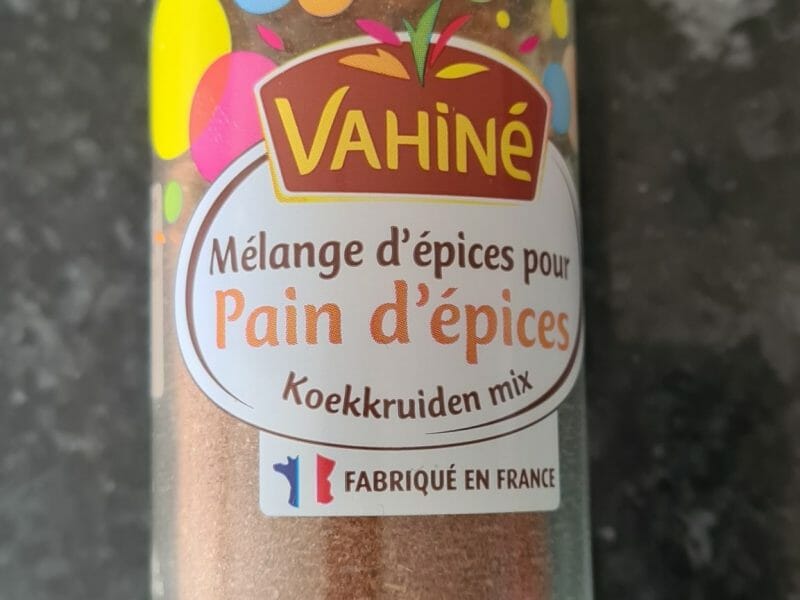 VAHiNé
Mélange d'épices pour
Pain d'épices
Koekkruiden mix
FABRIQUÉ EN FRANCE